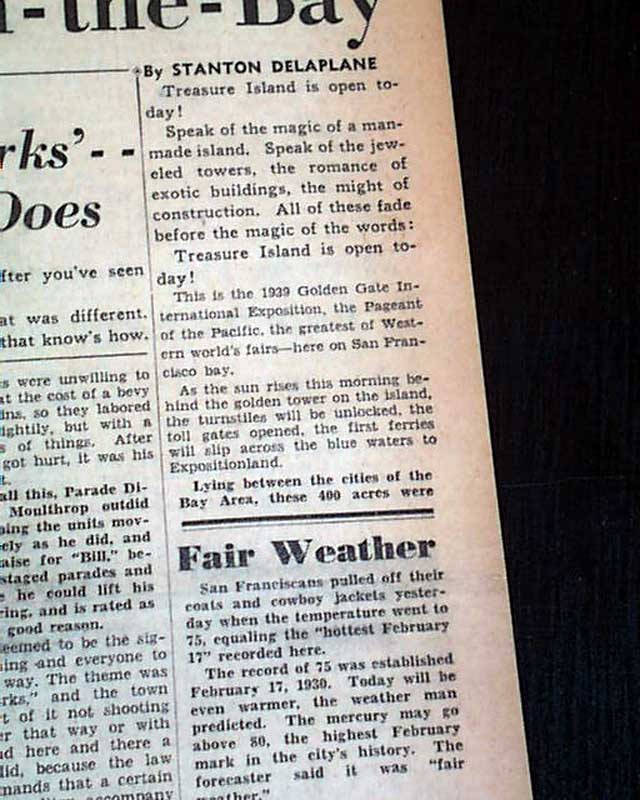 -the-Bay
rks'--
Does
fter you've seen
at was different.
that know's how.
s were unwilling to
at the cost of a bevy
ins, so they labored
ightily, but with a
s of things. After
got hurt, it was his
t.
all this, Parade Di-
Moulthrop outdid
ning the units mov-
ely as he did, and
aise for "Bill," be-
staged parades and
e he could lift his
ring, and is rated as
good reason.
eemed to be the sig-
ing and everyone to
way. The theme was
rks," and the town
t of it not shooting
er that way or with
d here and there a
lid, because the law
mands that a certain
accompany
By STANTON DELAPLANE
Treasure Island is open to-
day!
Speak of the magic of a man-
made island. Speak of the jew-
eled towers, the romance of
exotic buildings, the might of
construction. All of these fade
before the magic of the words:
Treasure Island is open to-
day!
This is the 1939 Golden Gate In-
ternational Exposition, the Pageant
of the Pacific, the greatest of West-
ern world's fairs—here on San Fran-
cisco bay.
As the sun rises this morning be-
hind the golden tower on the island,
the turnstiles will be unlocked, the
toll gates opened, the first ferries
will slip across the blue waters to
Expositionland.
Lying between the cities of the
Bay Area, these 400 acres were
Fair Weather
San Franciscans pulled off their
coats and cowboy jackets yester-
day when the temperature went to
75, equaling the "hottest February
17" recorded here.
The record of 75 was established
February 17, 1930. Today will be
even warmer, the weather man
predicted. The mercury may go
above 80, the highest February
mark in the city's history. The
forecaster said it was "fair
weather."